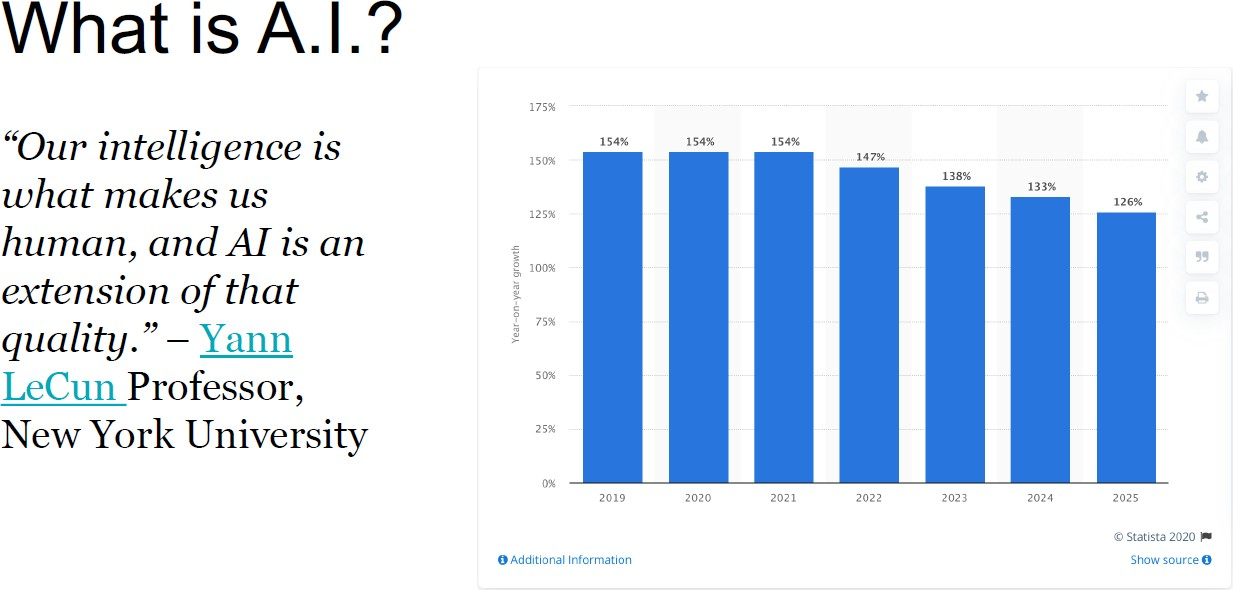 What is A.I.?
“Our intelligence is
what makes us
human, and AI is an
extension of that
quality.” – Yann
LeCun Professor,
New York University
175%
150%
125%
100%
75%
50%
25%
0%
Year-on-year growth
154%
154%
154%
147%
138%
133%
126%
2019
2020
2021
2022
2023
2024
2025
© Statista 2020
Additional Information
Show source